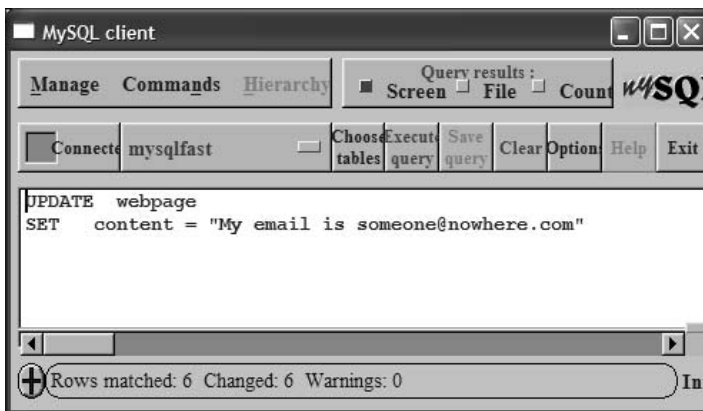 MySQL client
Manage Commands Hierarchy
Query results :
Screen File Count
mySQL
Connecte mysqlfast Choose tables Execute query Save query Clear Option: Help Exit
UPDATE webpage
SET content = "My email is someone@nowhere.com"
Rows matched: 6 Changed: 6 Warnings: 0
In